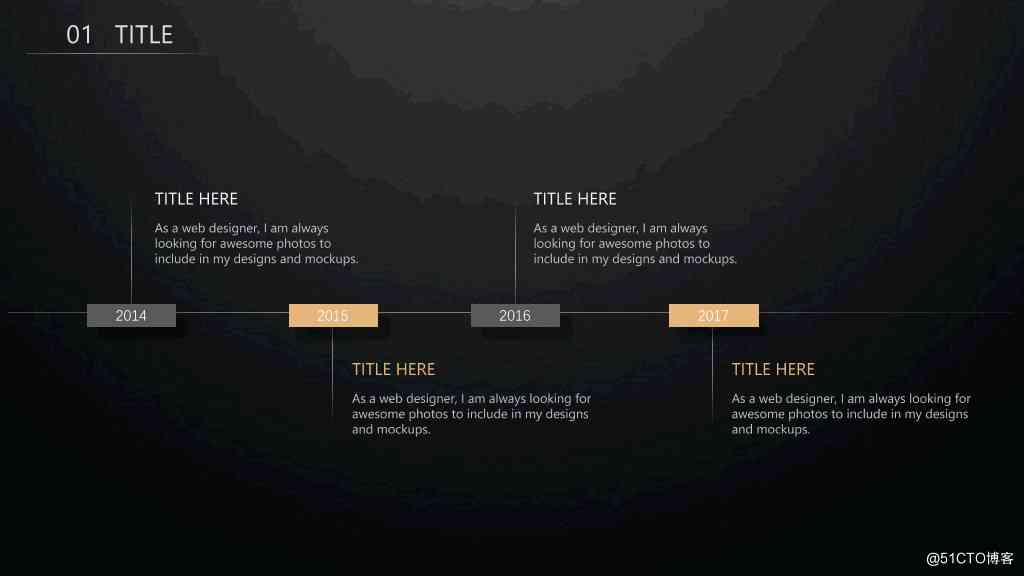 01 TITLE
TITLE HERE
As a web designer, I am always
looking for awesome photos to
include in my designs and mockups.
TITLE HERE
As a web designer, I am always
looking for awesome photos to
include in my designs and mockups.
2014
2015
2016
2017
TITLE HERE
As a web designer, I am always looking for
awesome photos to include in my designs
and mockups.
TITLE HERE
As a web designer, I am always looking for
awesome photos to include in my designs
and mockups.
@51CTO博客